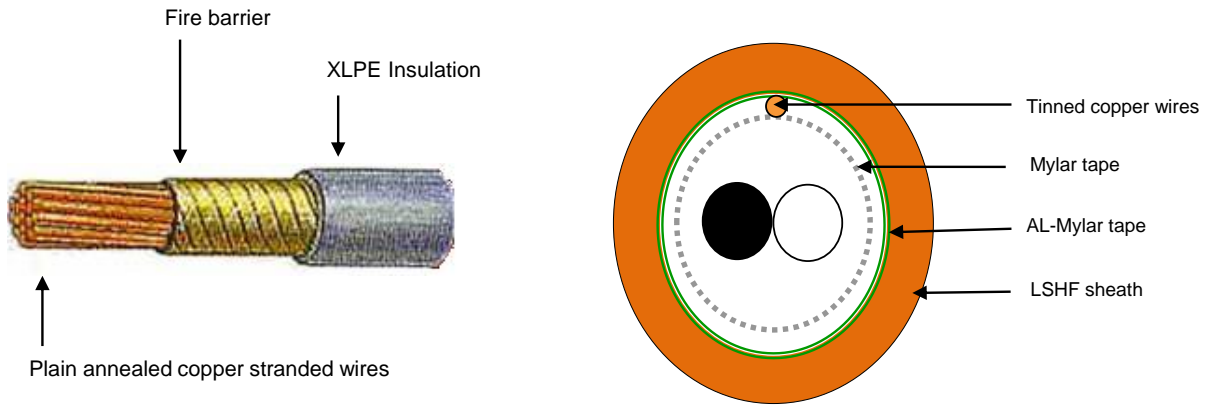 Fire barrier
XLPE Insulation
Plain annealed copper stranded wires
Tinned copper wires
Mylar tape
AL-Mylar tape
LSHF sheath